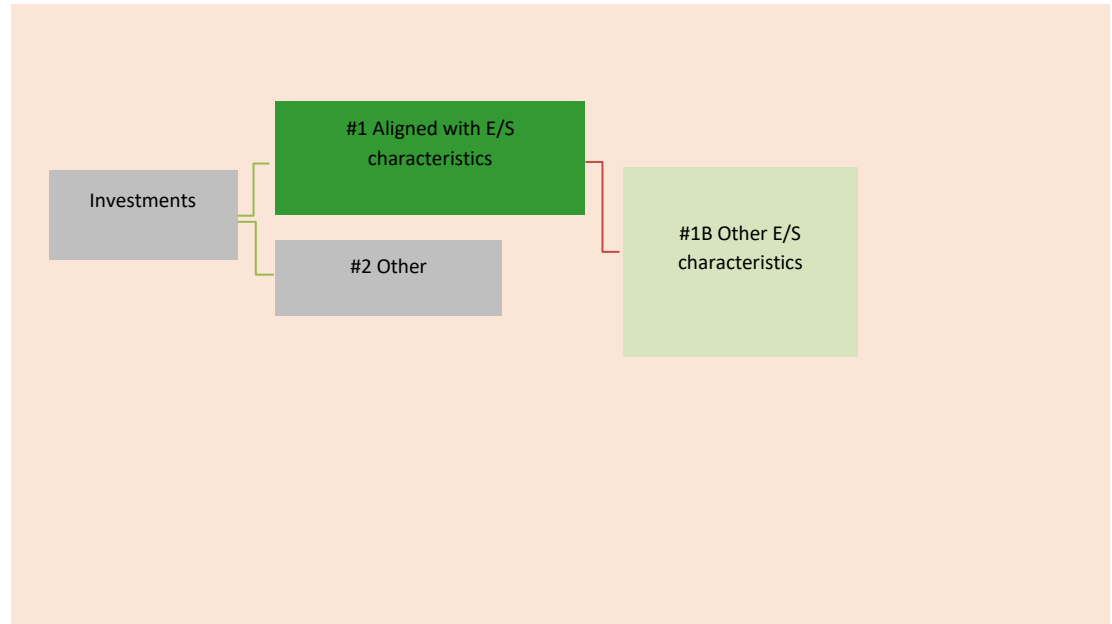 Investments
#1 Aligned with E/S
characteristics
#2 Other
#1B Other E/S
characteristics